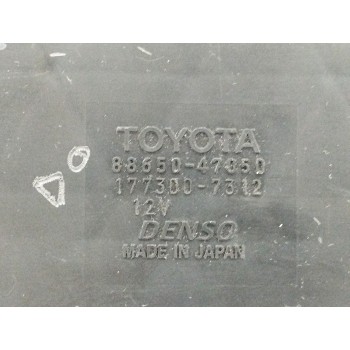 TOYOTA
88650-47050
177300-7312
12V
DENSO
MADE IN JAPAN